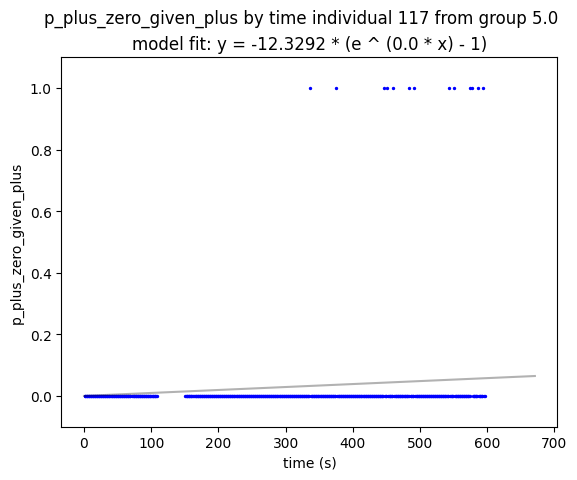 p_plus_zero_given_plus by time individual 117 from group 5.0
model fit: y = -12.3292 * (e ^ (0.0 * x) - 1)
1.0
0.8
0.6
0.4
0.2
0.0
p_plus_zero_given_plus
0 100 200 300 400 500 600 700
time (s)